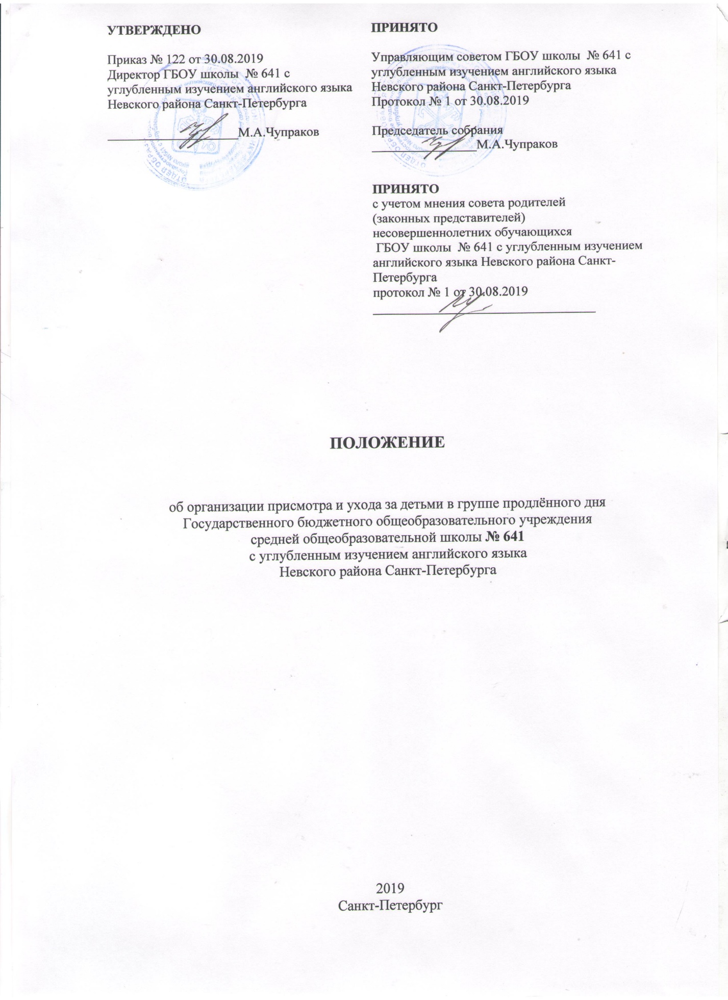 УТВЕРЖДЕНО
Приказ № 122 от 30.08.2019
Директор ГБОУ школы № 641 с
углубленным изучением английского языка
Невского района Санкт-Петербурга
М.А.Чупраков
ПРИНЯТО
Управляющим советом ГБОУ школы № 641 с
углубленным изучением английского языка
Невского района Санкт-Петербурга
Протокол № 1 от 30.08.2019
Председатель собрания
М.А.Чупраков
ПРИНЯТО
с учетом мнения совета родителей
(законных представителей)
несовершеннолетних обучающихся
ГБОУ школы № 641 с углубленным изучением
английского языка Невского района Санкт-
Петербурга
протокол № 1 от 30.08.2019
ПОЛОЖЕНИЕ
об организации присмотра и ухода за детьми в группе продлённого дня
Государственного бюджетного общеобразовательного учреждения
средней общеобразовательной школы № 641
с углубленным изучением английского языка
Невского района Санкт-Петербурга
2019
Санкт-Петербург